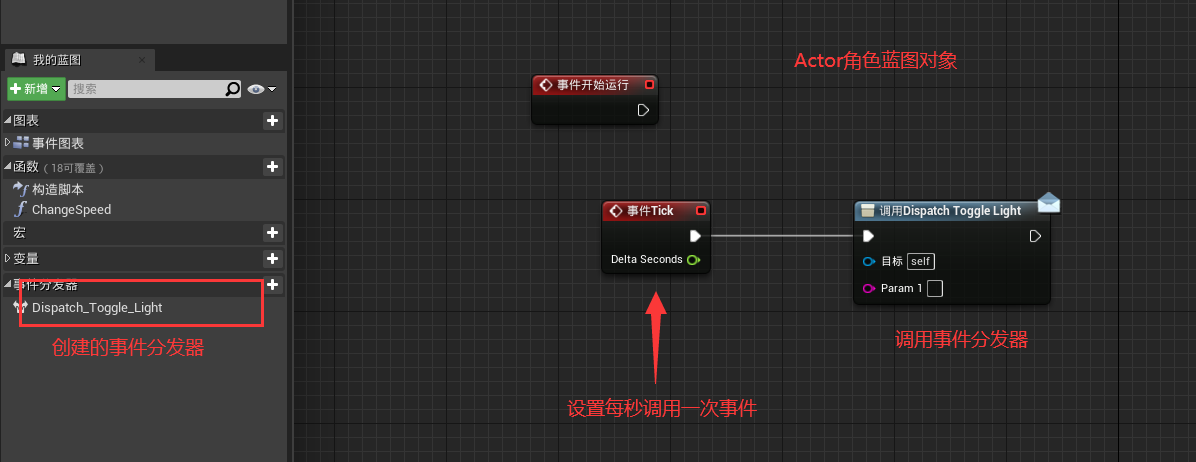 我的蓝图
新增
搜索
图表
事件图表
函数 (18可覆盖)
构造脚本
ChangeSpeed
宏
变量
事件分发器
Dispatch_Toggle_Light
创建的事件分发器
Actor角色蓝图对象
事件开始运行
事件Tick
Delta Seconds
设置每秒调用一次事件
调用Dispatch Toggle Light
目标 self
Param 1
调用事件分发器